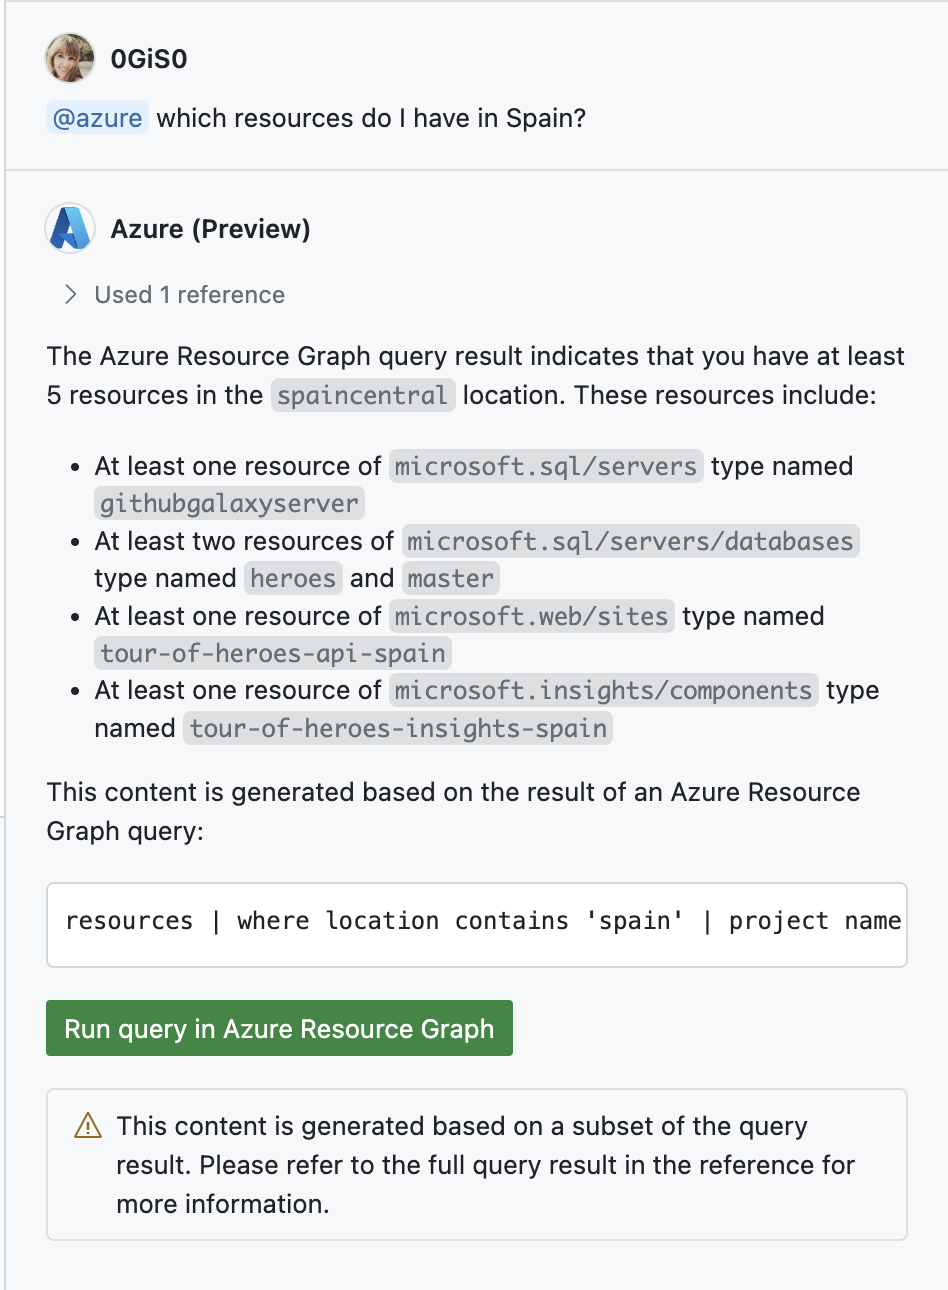 0GiS0
@azure which resources do I have in Spain?
Azure (Preview)
Used 1 reference
The Azure Resource Graph query result indicates that you have at least
5 resources in the spaincentral location. These resources include:
• At least one resource of microsoft.sql/servers type named
githubgalaxyserver
• At least two resources of microsoft.sql/servers/databases
type named heroes and master
• At least one resource of microsoft.web/sites type named
tour-of-heroes-api-spain
• At least one resource of microsoft.insights/components type
named tour-of-heroes-insights-spain
This content is generated based on the result of an Azure Resource
Graph query:
resources | where location contains 'spain' | project name
Run query in Azure Resource Graph
This content is generated based on a subset of the query
result. Please refer to the full query result in the reference for
more information.